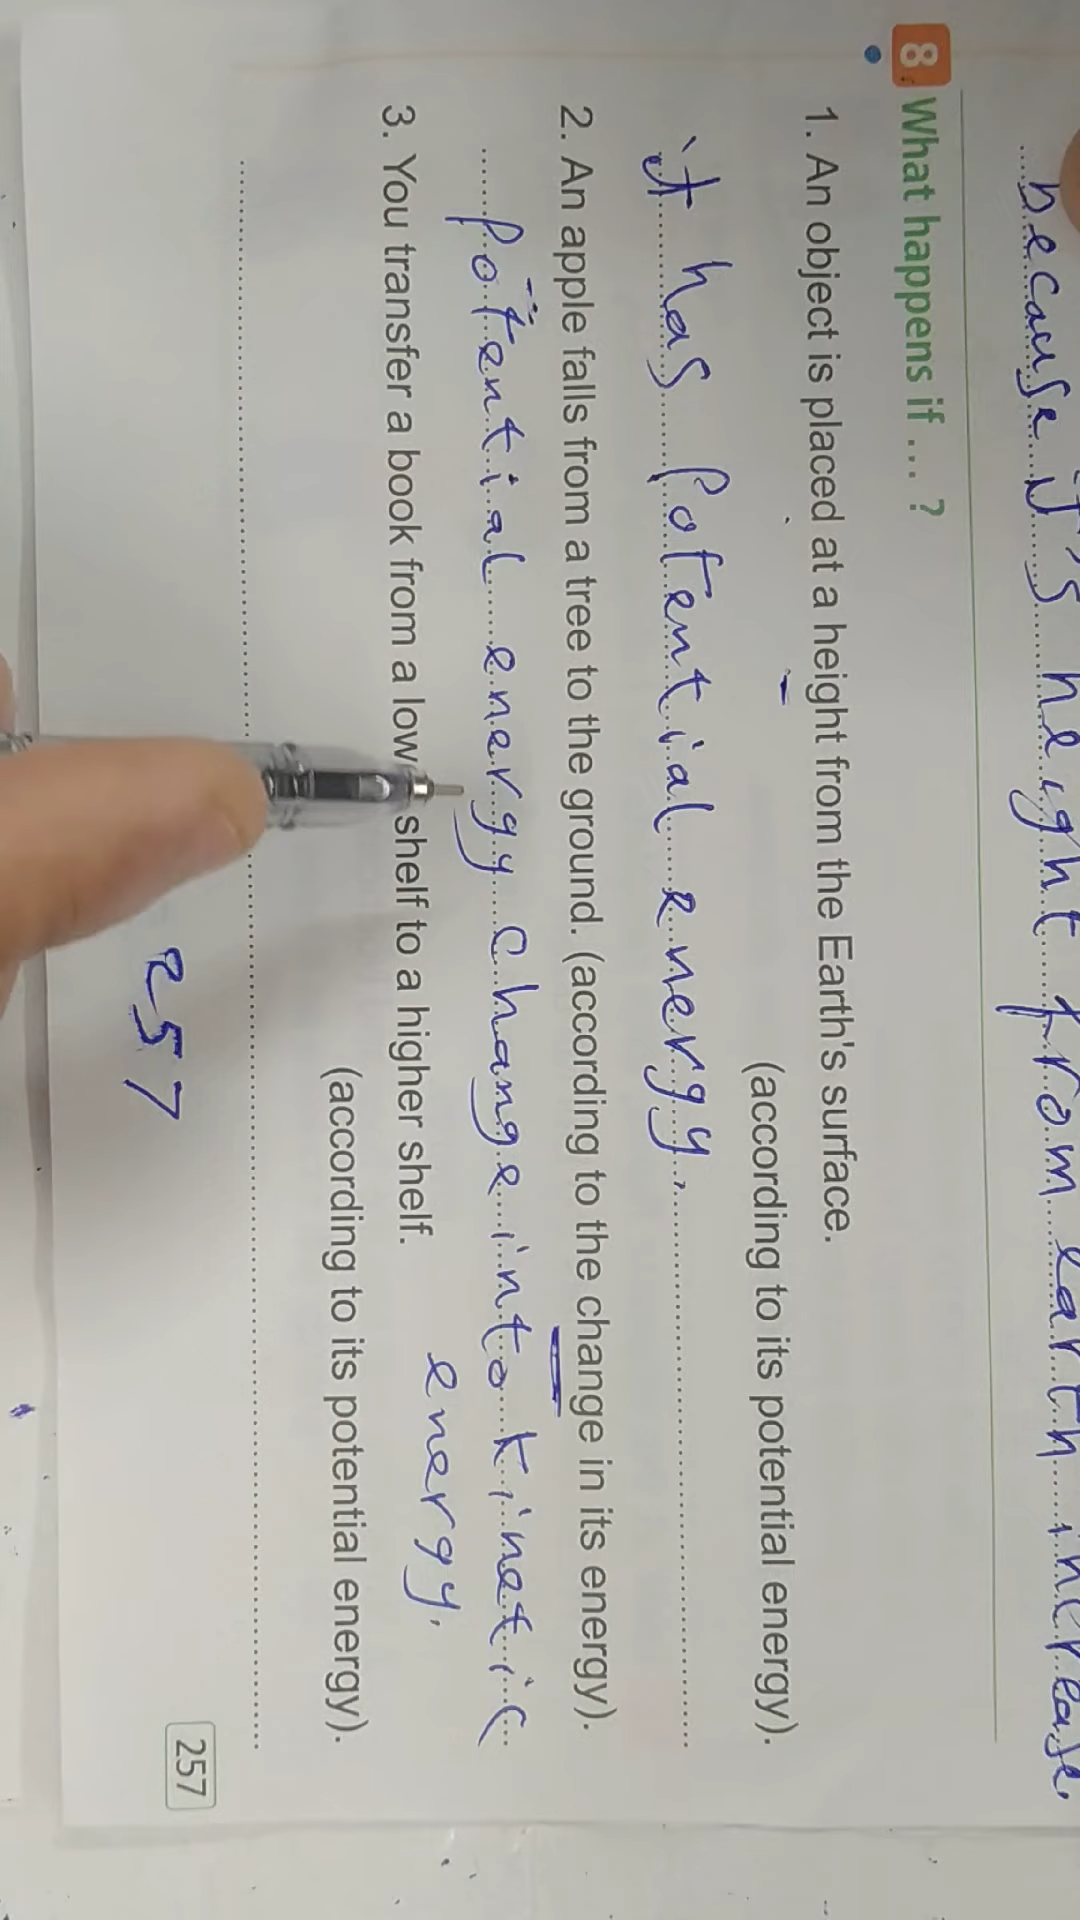 because it's height from earth increase.
8 What happens if ... ?
1. An object is placed at a height from the Earth's surface.
(according to its potential energy).
it has potential energy.
2. An apple falls from a tree to the ground. (according to the change in its energy).
potential energy change into kinetic
energy.
3. You transfer a book from a low shelf to a higher shelf.
(according to its potential energy).
257
257